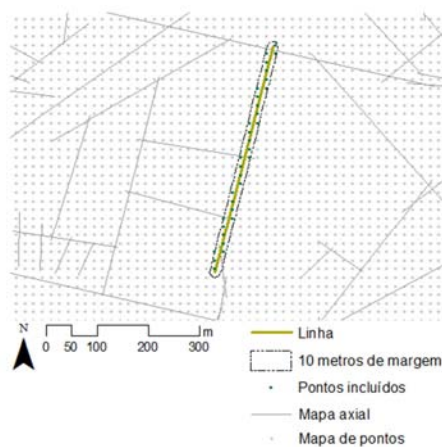 N
m
0 50 100 200 300
Linha
10 metros de margem
Pontos incluídos
Mapa axial
Mapa de pontos